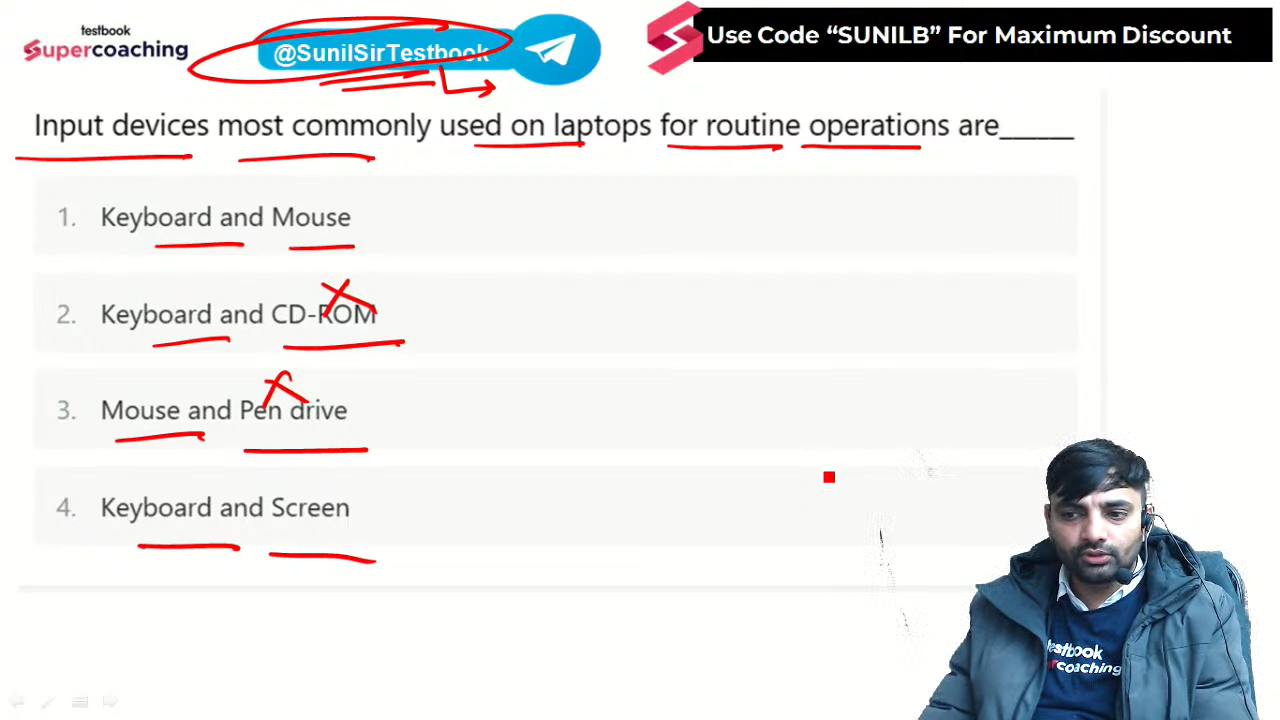 testbook
Supercoaching
@SunilSirTestbook
Use Code “SUNILB” For Maximum Discount
Input devices most commonly used on laptops for routine operations are______
1. Keyboard and Mouse
2. Keyboard and CD-ROM
3. Mouse and Pen drive
4. Keyboard and Screen
testbook
ercoaching